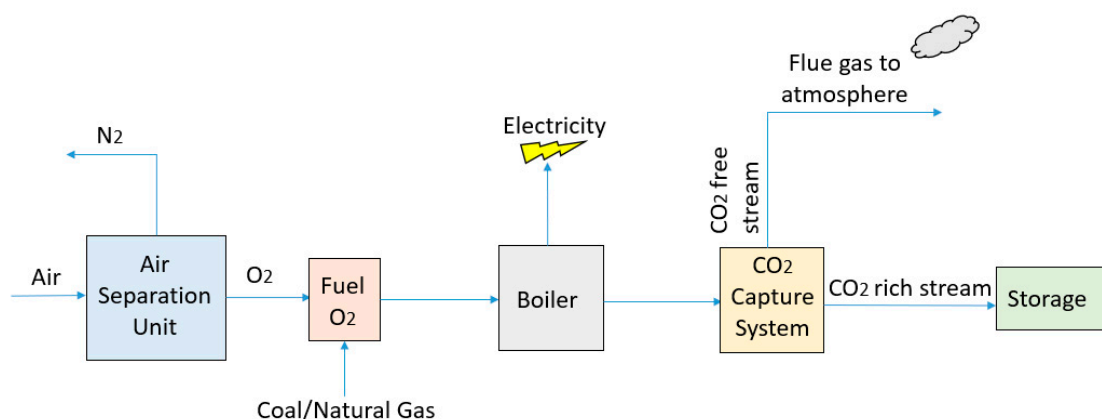 Flue gas to
atmosphere
Electricity
N2
CO2 free
stream
Air
Air
Separation
Unit
O2
Fuel
O2
Boiler
CO2
Capture
System
CO2 rich stream
Storage
Coal/Natural Gas